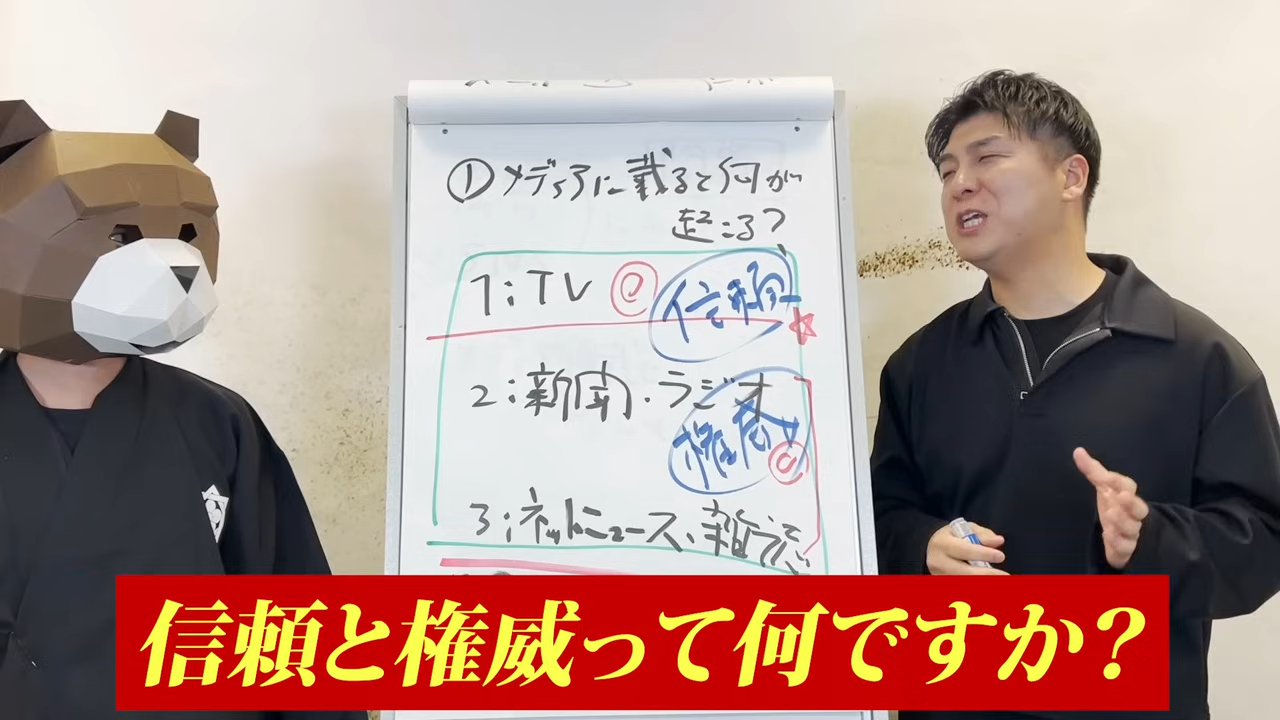 ①メディアに載ると何が
起こる？
1:TV
信頼
2:新聞・ラジオ
権威
3:ネットニュース、雑誌
信頼と権威って何ですか？